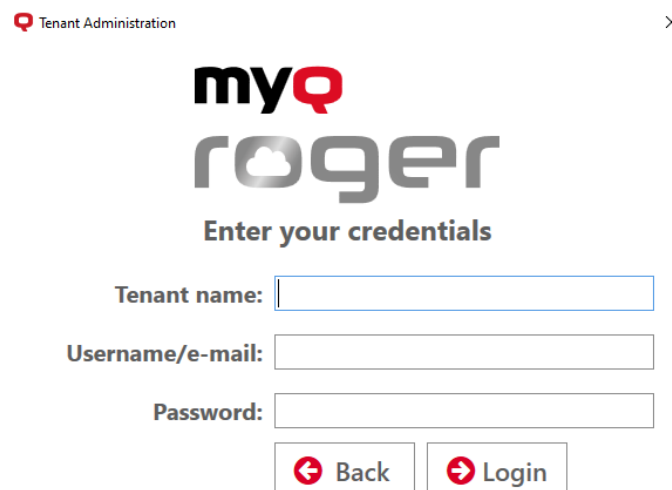 Tenant Administration
myQ
roger
Enter your credentials
Tenant name:
Username/e-mail:
Password:
Back Login